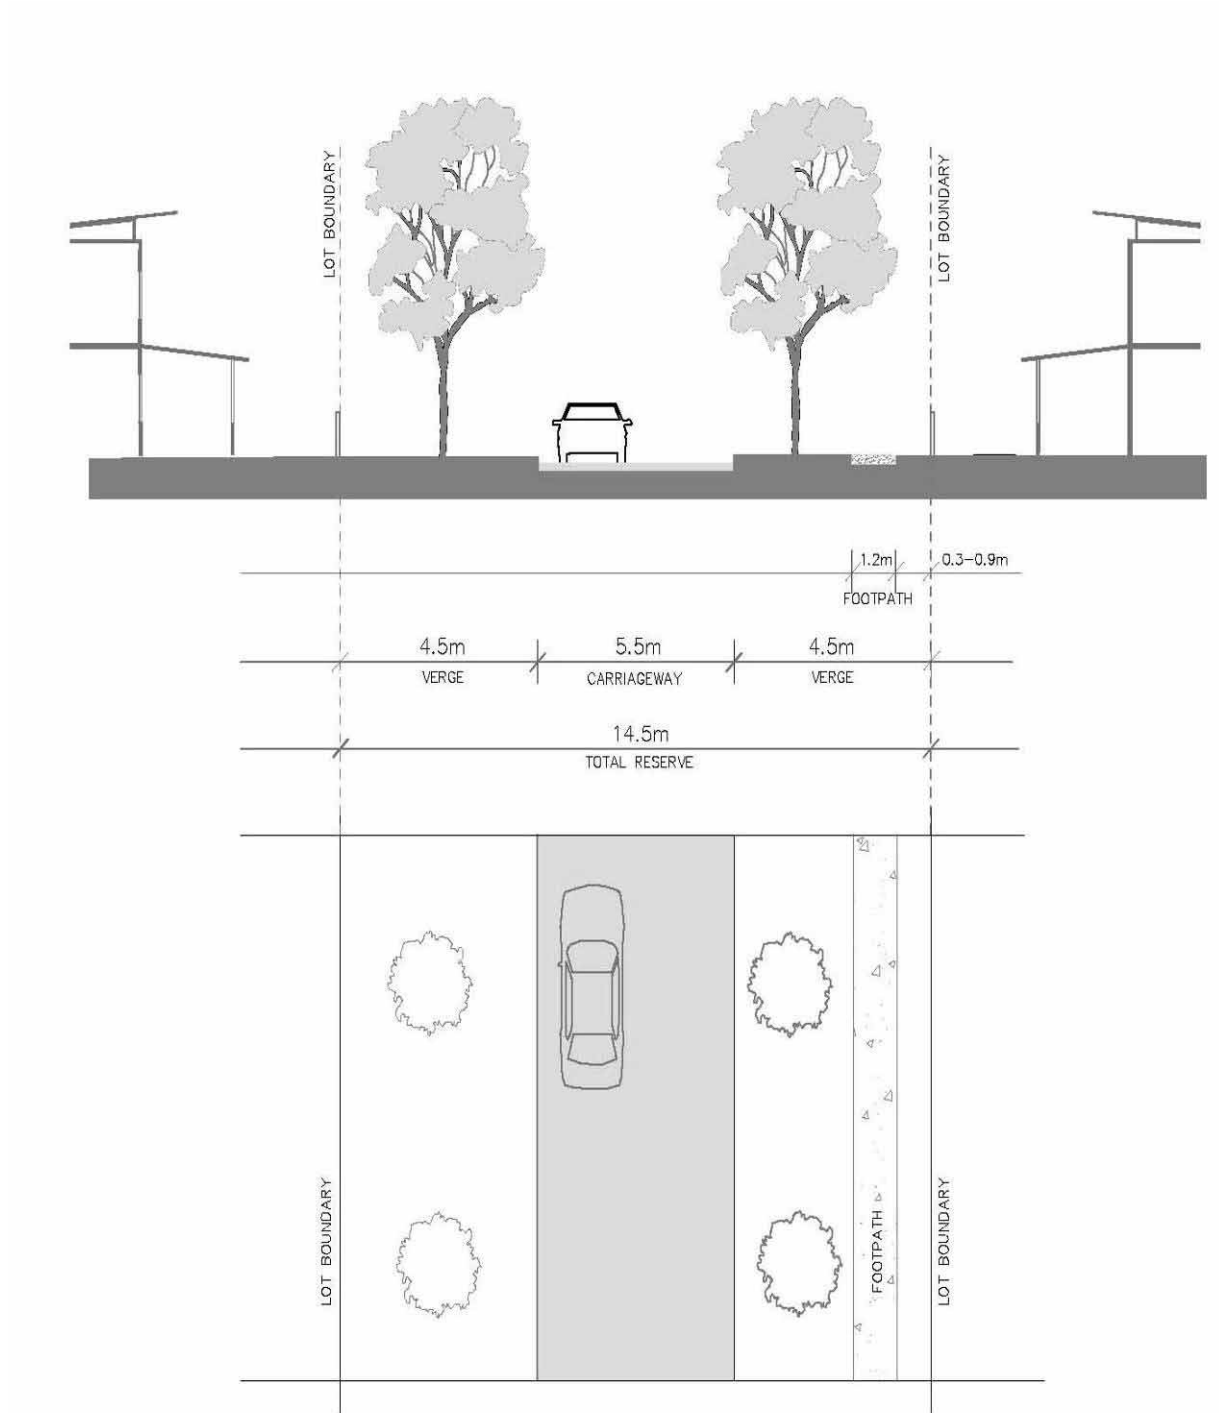 LOT BOUNDARY
LOT BOUNDARY
1.2m
0.3-0.9m
FOOTPATH
4.5m
5.5m
4.5m
VERGE
CARRIAGEWAY
VERGE
14.5m
TOTAL RESERVE
LOT BOUNDARY
FOOTPATH
LOT BOUNDARY